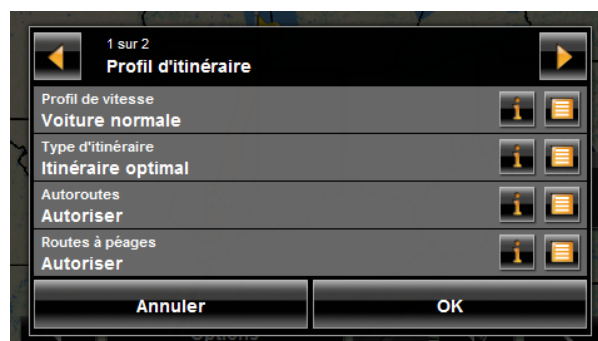 1 sur 2
Profil d'itinéraire
Profil de vitesse
Voiture normale
Type d'itinéraire
Itinéraire optimal
Autoroutes
Autoriser
Routes à péages
Autoriser
Annuler
OK
Options